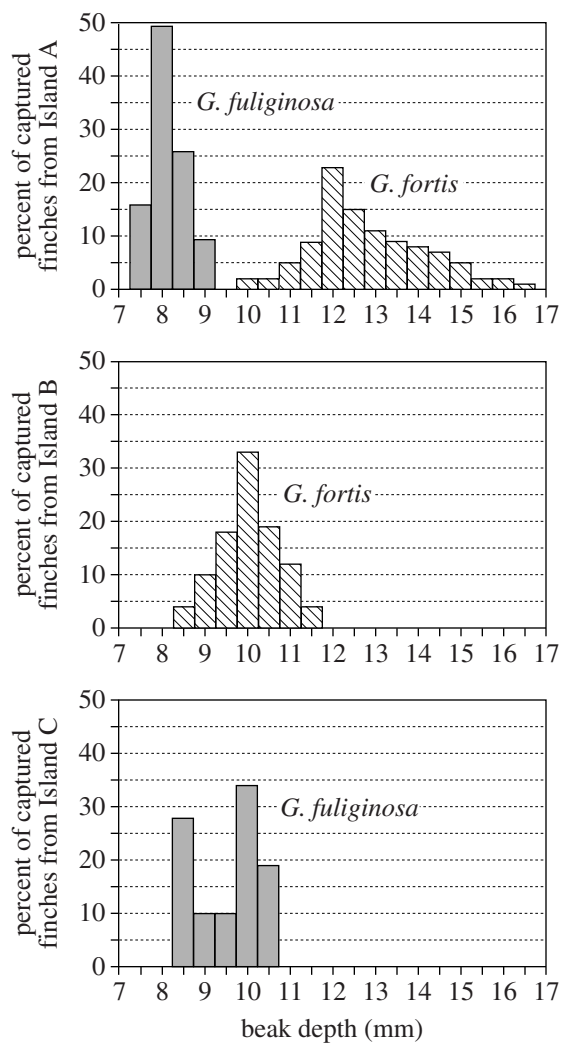 percent of captured
finches from Island A
50
40
30
20
10
0
G. fuliginosa
G. fortis
7 8 9 10 11 12 13 14 15 16 17
percent of captured
finches from Island B
50
40
30
20
10
0
G. fortis
7 8 9 10 11 12 13 14 15 16 17
percent of captured
finches from Island C
50
40
30
20
10
0
G. fuliginosa
7 8 9 10 11 12 13 14 15 16 17
beak depth (mm)